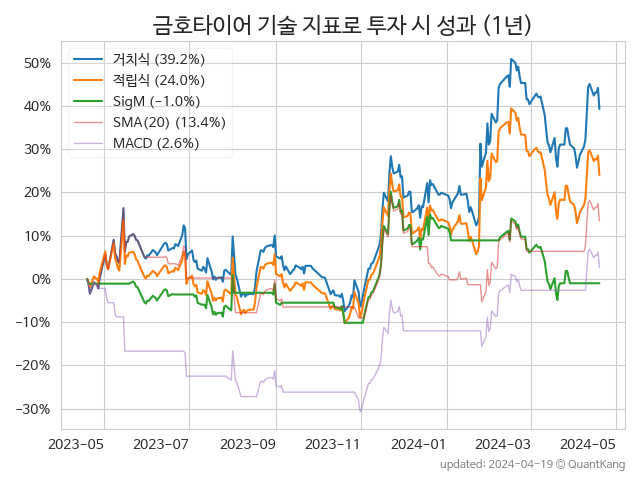 금호타이어 기술 지표로 투자 시 성과 (1년)
거치식 (39.2%)
적립식 (24.0%)
SigM (−1.0%)
SMA(20) (13.4%)
MACD (2.6%)
50%
40%
30%
20%
10%
0%
−10%
−20%
−30%
2023-05 2023-07 2023-09 2023-11 2024-01 2024-03 2024-05
updated: 2024-04-19 © QuantKang